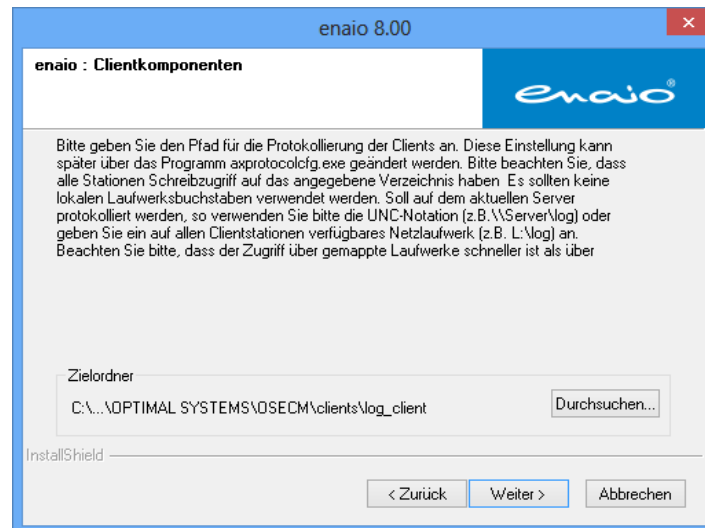 enaio 8.00
enaio : Clientkomponenten
enaio®
Bitte geben Sie den Pfad für die Protokollierung der Clients an. Diese Einstellung kann
später über das Programm axprotocolcfg.exe geändert werden. Bitte beachten Sie, dass
alle Stationen Schreibzugriff auf das angegebene Verzeichnis haben  Es sollten keine
lokalen Laufwerksbuchstaben verwendet werden. Soll auf dem aktuellen Server
protokolliert werden, so verwenden Sie bitte die UNC-Notation (z.B.\\Server\log) oder
geben Sie ein auf allen Clientstationen verfügbares Netzlaufwerk (z.B. L:\log) an.
Beachten Sie bitte, dass der Zugriff über gemappte Laufwerke schneller ist als über
Zielordner
C:\...\OPTIMAL SYSTEMS\OSECM\clients\log_client
Durchsuchen...
InstallShield
< Zurück
Weiter >
Abbrechen